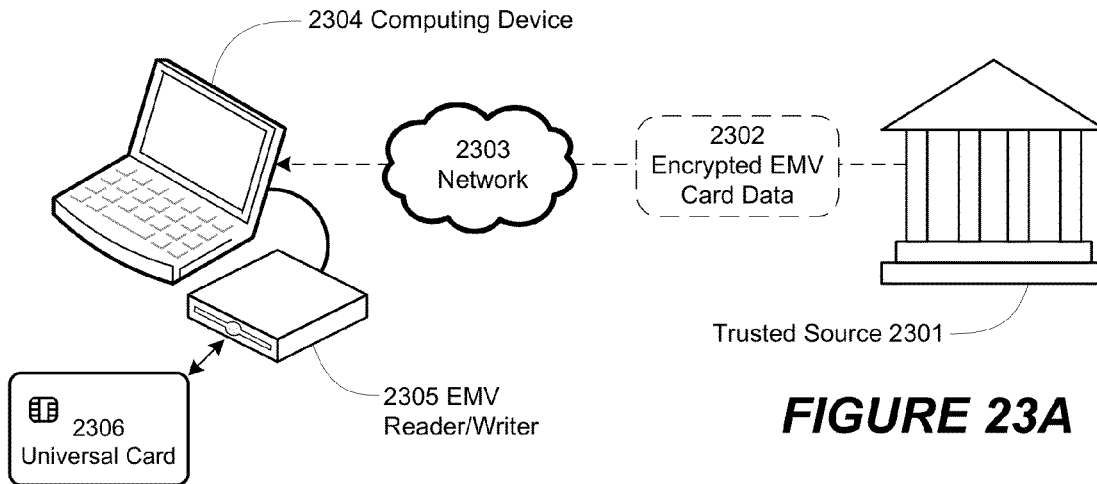 2304 Computing Device
2303
Network
2302
Encrypted EMV
Card Data
Trusted Source 2301
2305 EMV
Reader/Writer
2306
Universal Card
FIGURE 23A